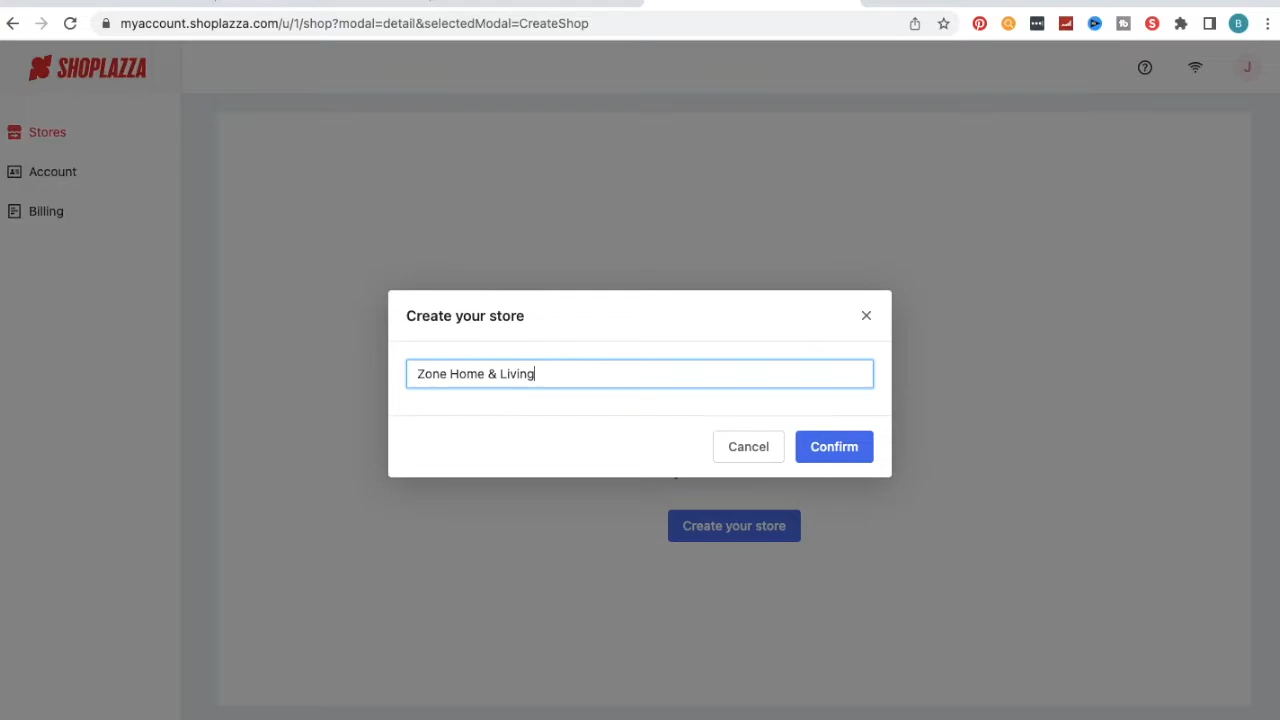 myaccount.shoplazza.com/u/1/shop?modal=detail&selectedModal=CreateShop
B
SHOPLAZZA
J
Stores
Account
Billing
Create your store
Zone Home & Living
Cancel
Confirm
Create your store